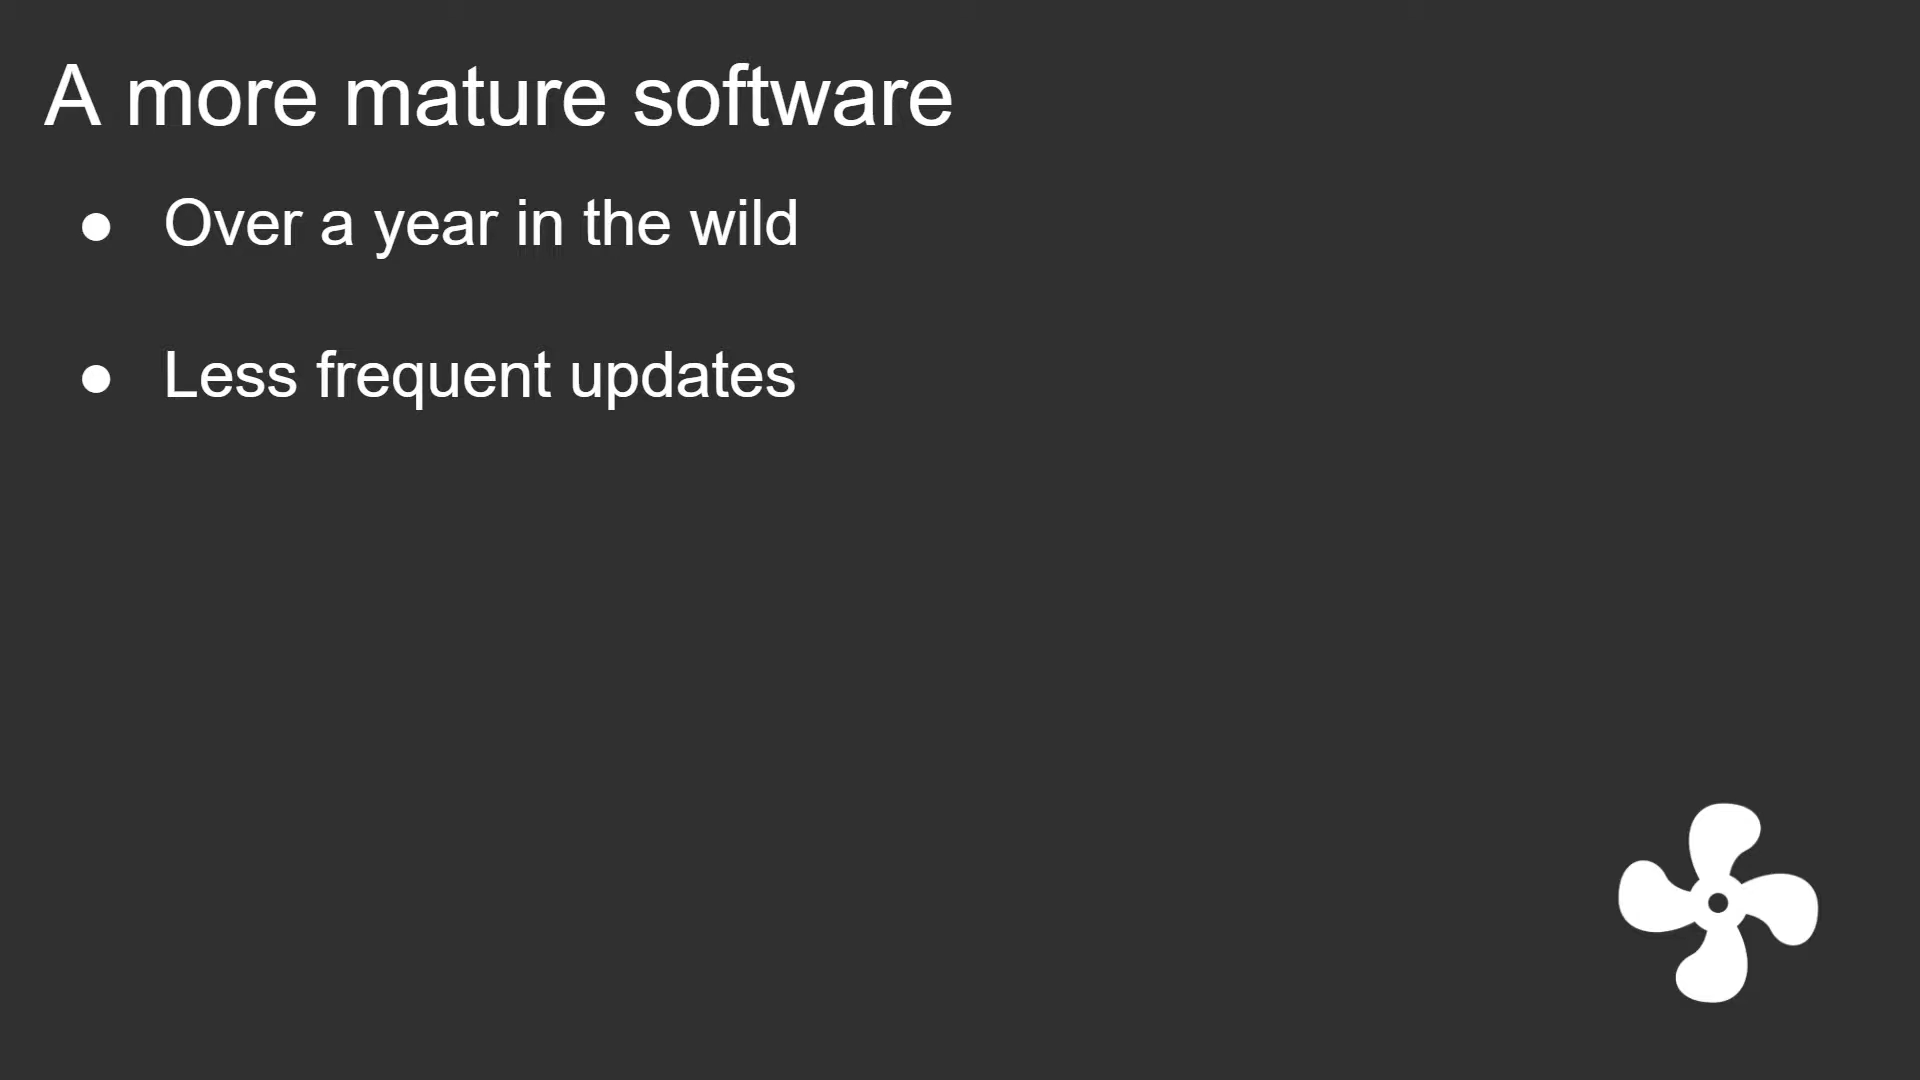 A more mature software
● Over a year in the wild
● Less frequent updates